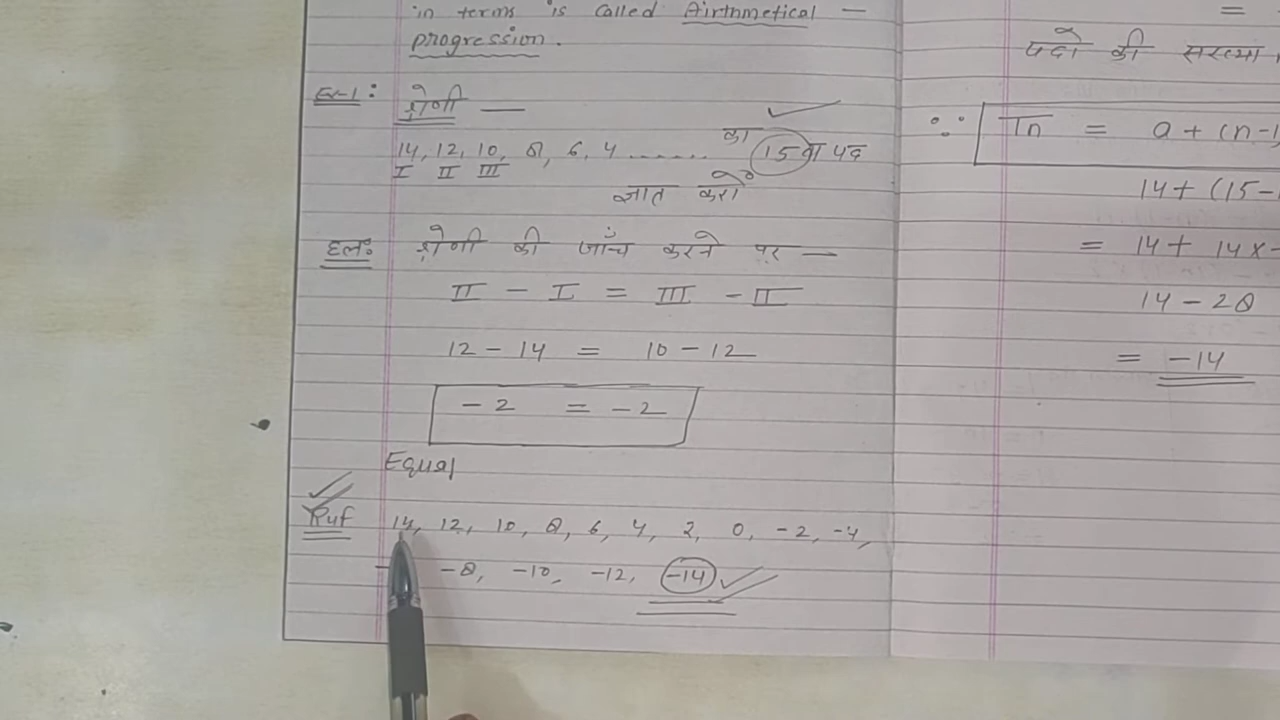 in terms is called Airthmetical —
progression.
Ex-1: श्रेणी —
14, 12, 10, 8, 6, 4 ....... का 15वा पद
I II III
ज्ञात करो
हल: श्रेणी की जांच करने पर —
II - I = III - II
12 - 14 = 10 - 12
- 2 = - 2
Equal
Ruf 14, 12, 10, 8, 6, 4, 2, 0, -2, -4,
-8, -10, -12, -14
=
पदो की संख्या
∵ Tn = a + (n-1
14 + (15-
= 14 + 14×-
14 - 28
= -14